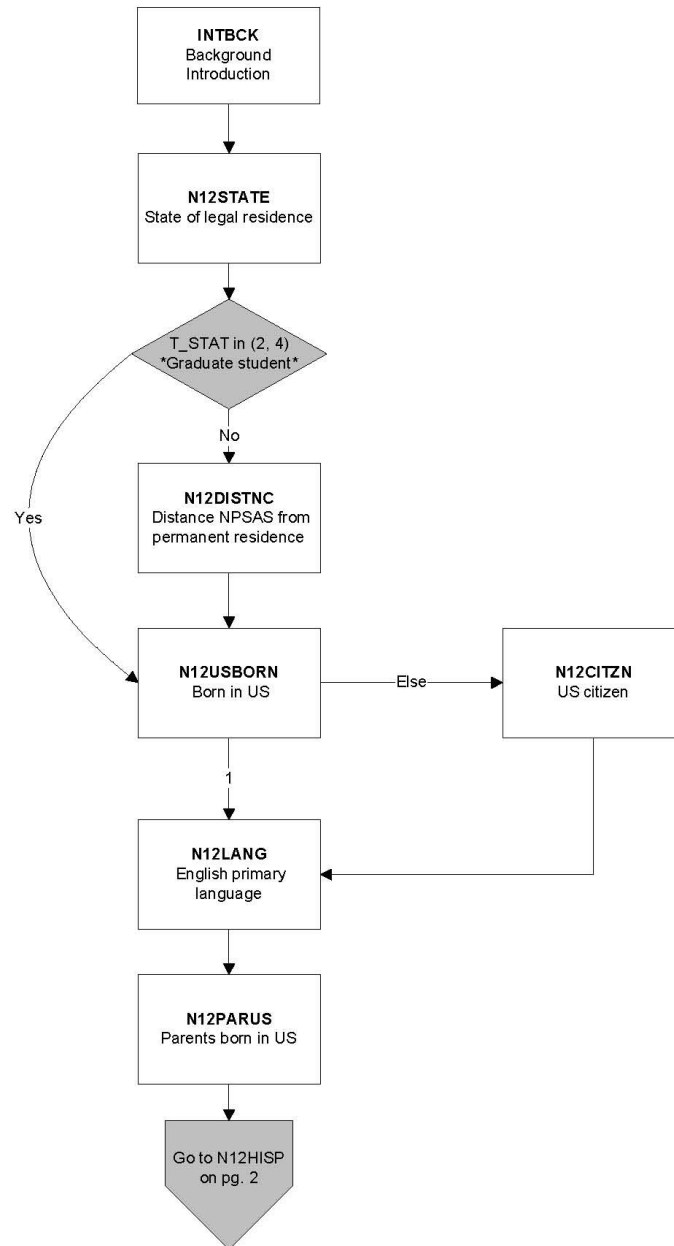 INTBCK
Background
Introduction
N12STATE
State of legal residence
T_STAT in (2, 4)
*Graduate student*
No
Yes
N12DISTNC
Distance NPSAS from
permanent residence
N12USBORN
Born in US
Else
N12CITZN
US citizen
1
N12LANG
English primary
language
N12PARUS
Parents born in US
Go to N12HISP
on pg. 2